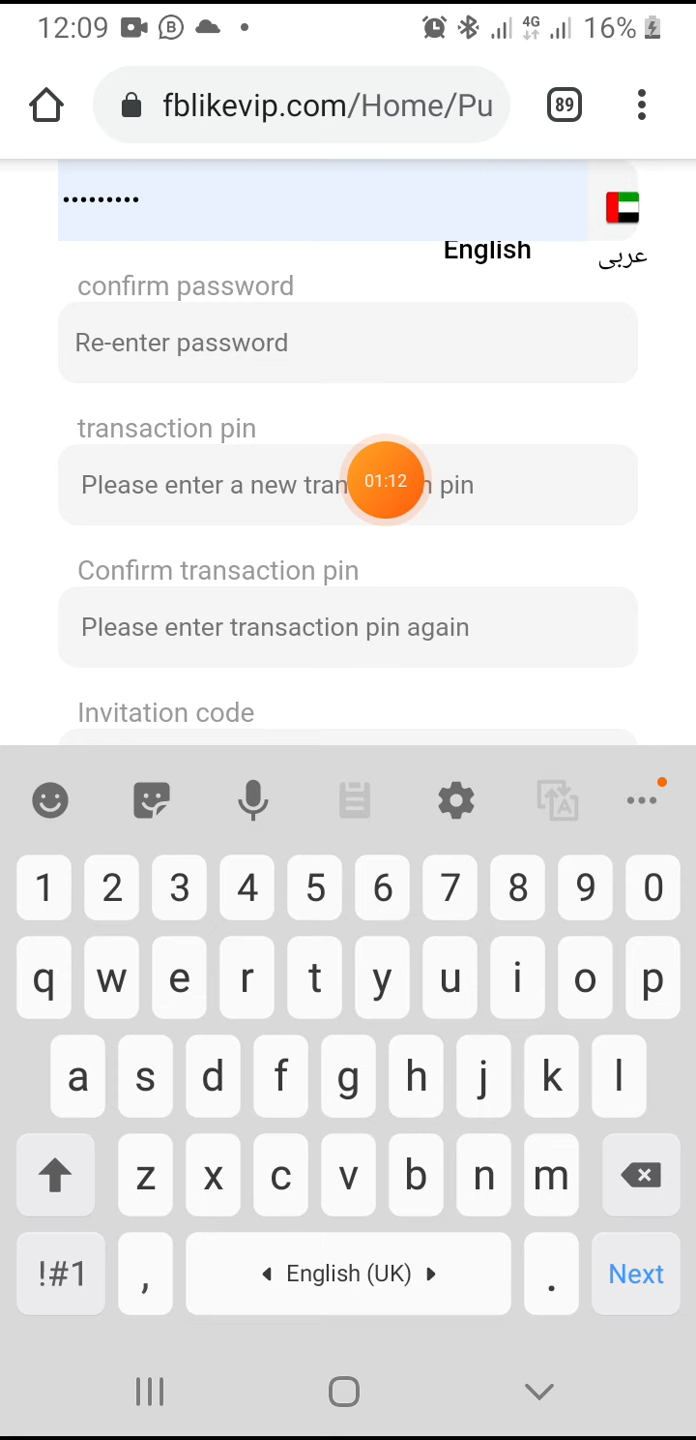 12:09 B 4G 16%
fblikevip.com/Home/Pu 89
•••••••••
English عربى
confirm password
Re-enter password
transaction pin
Please enter a new tran n pin
01:12
Confirm transaction pin
Please enter transaction pin again
Invitation code
1 2 3 4 5 6 7 8 9 0
q w e r t y u i o p
a s d f g h j k l
z x c v b n m
!#1 , English (UK) . Next